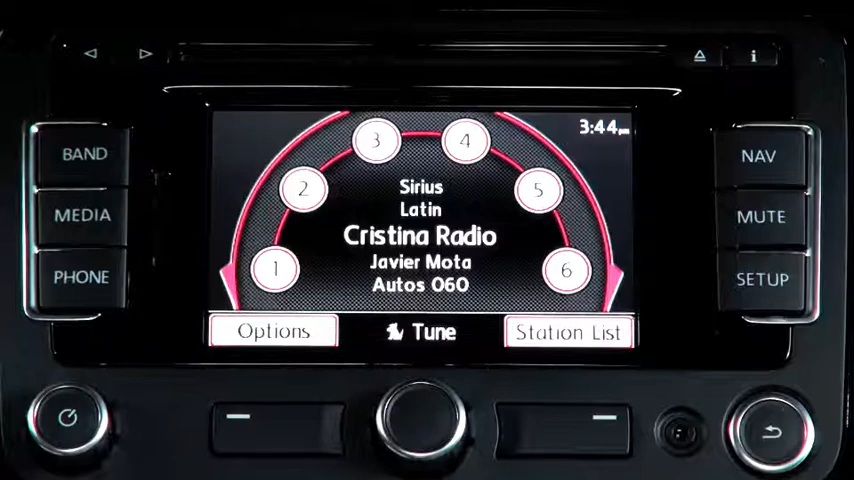 3:44pm
BAND
MEDIA
PHONE
3
4
2
5
1
6
Sirius
Latin
Cristina Radio
Javier Mota
Autos 060
NAV
MUTE
SETUP
Options
Tune
Station List
i